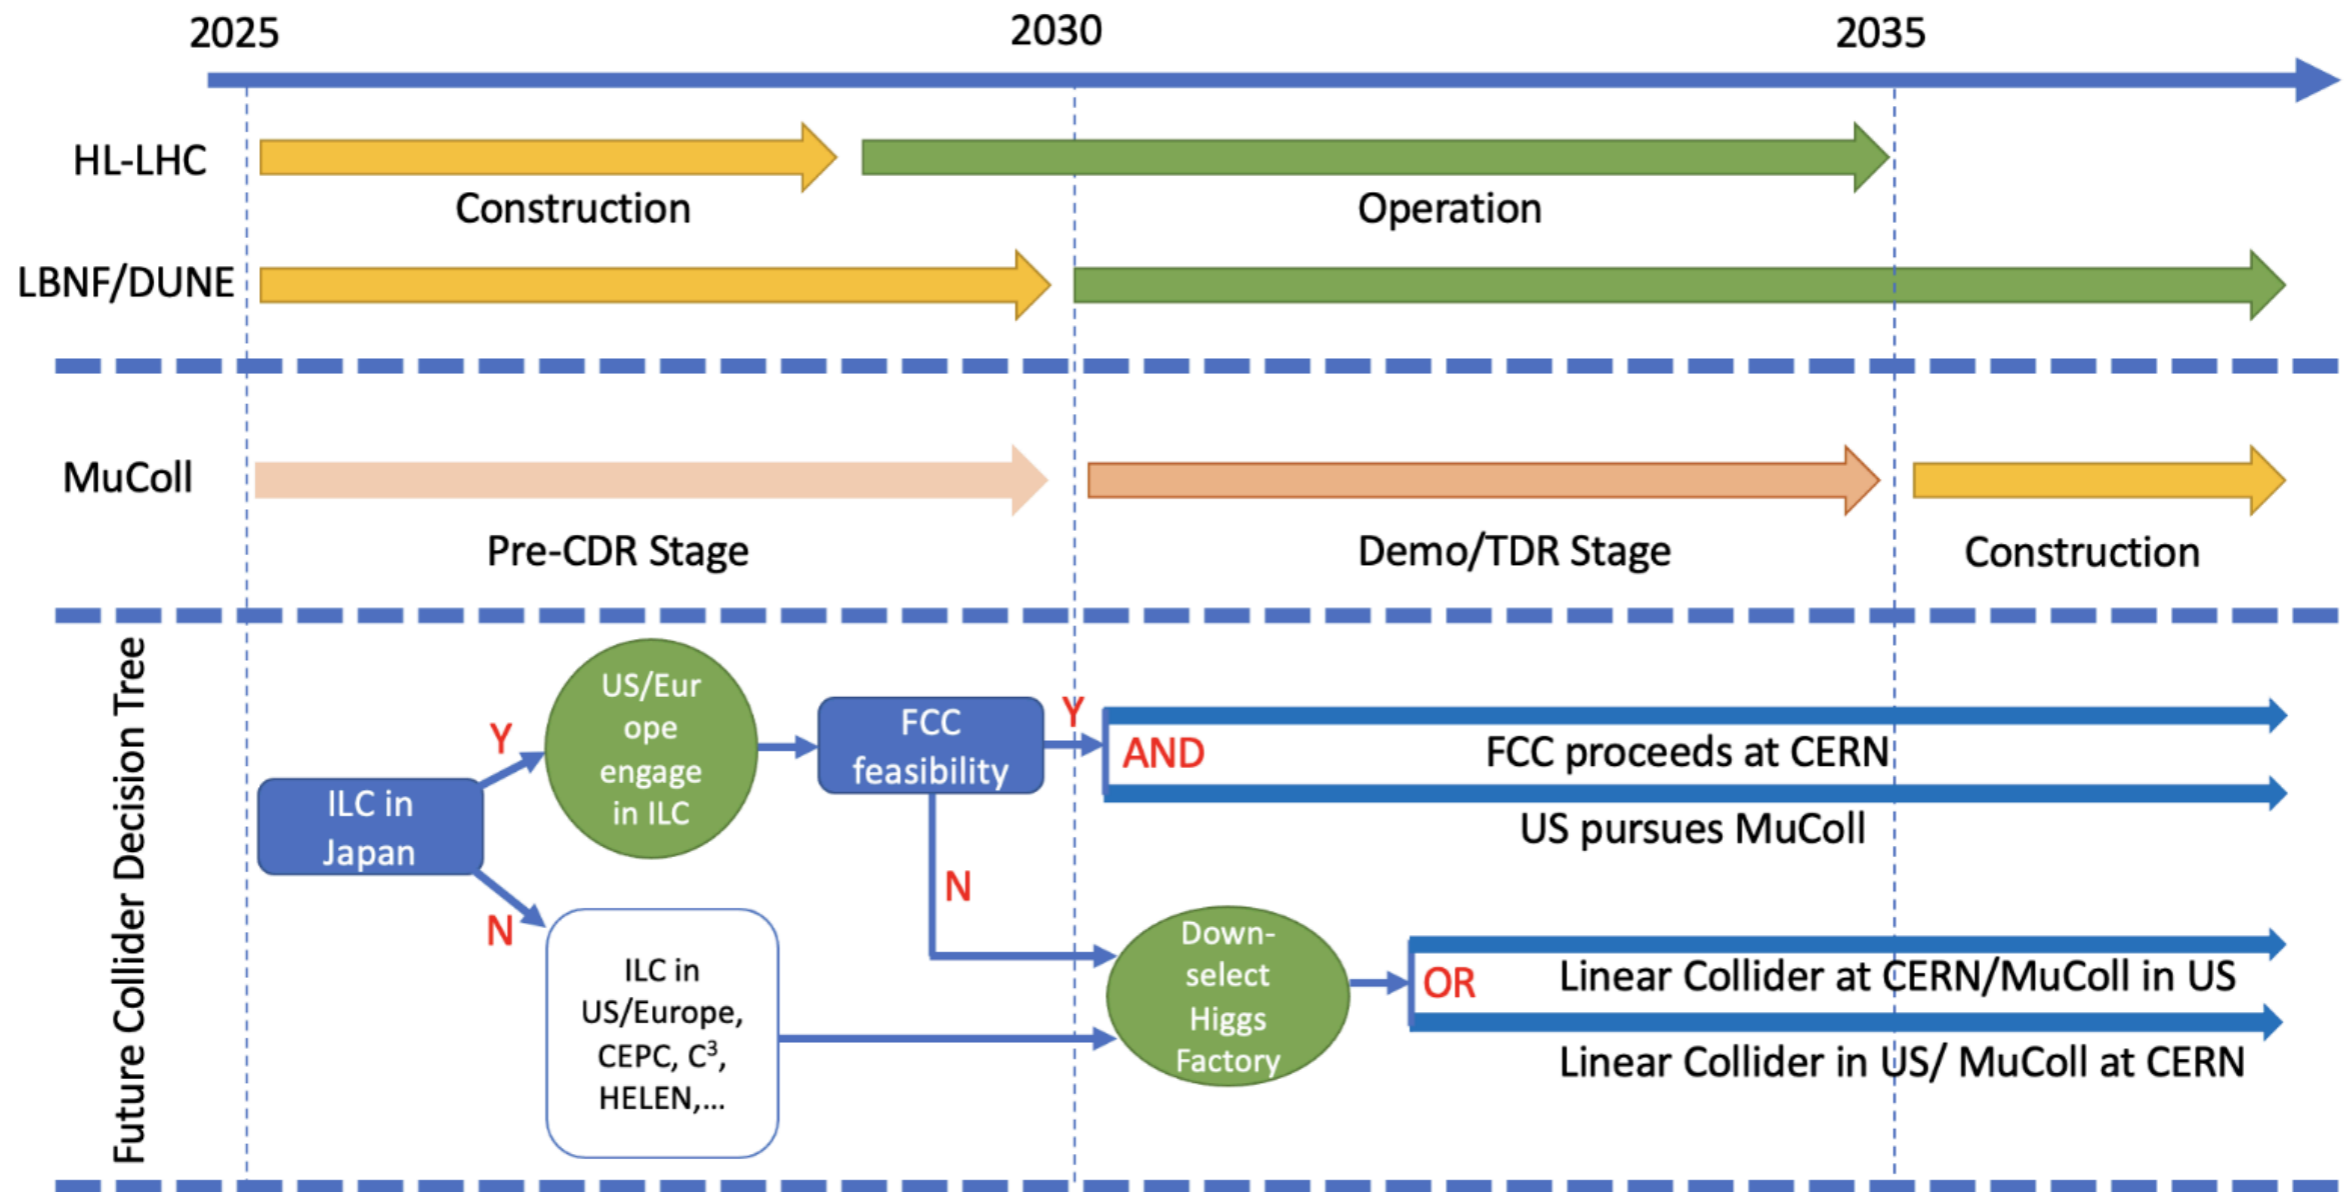 2025
2030
2035
HL-LHC
Construction
Operation
LBNF/DUNE
MuColl
Pre-CDR Stage
Demo/TDR Stage
Construction
Future Collider Decision Tree
ILC in
Japan
Y
N
US/Eur
ope
engage
in ILC
ILC in
US/Europe,
CEPC, C³,
HELEN,...
FCC
feasibility
Y
N
AND
FCC proceeds at CERN
US pursues MuColl
Down-
select
Higgs
Factory
OR
Linear Collider at CERN/MuColl in US
Linear Collider in US/ MuColl at CERN